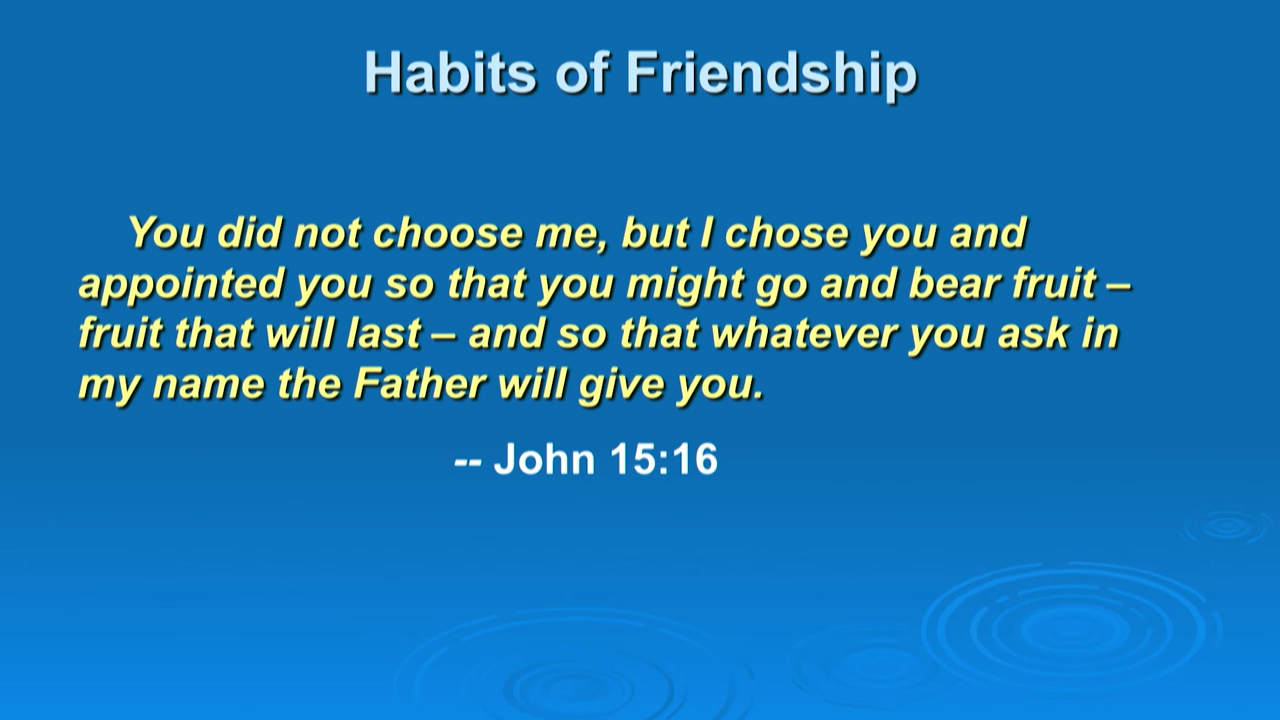 Habits of Friendship
You did not choose me, but I chose you and
appointed you so that you might go and bear fruit –
fruit that will last – and so that whatever you ask in
my name the Father will give you.
-- John 15:16